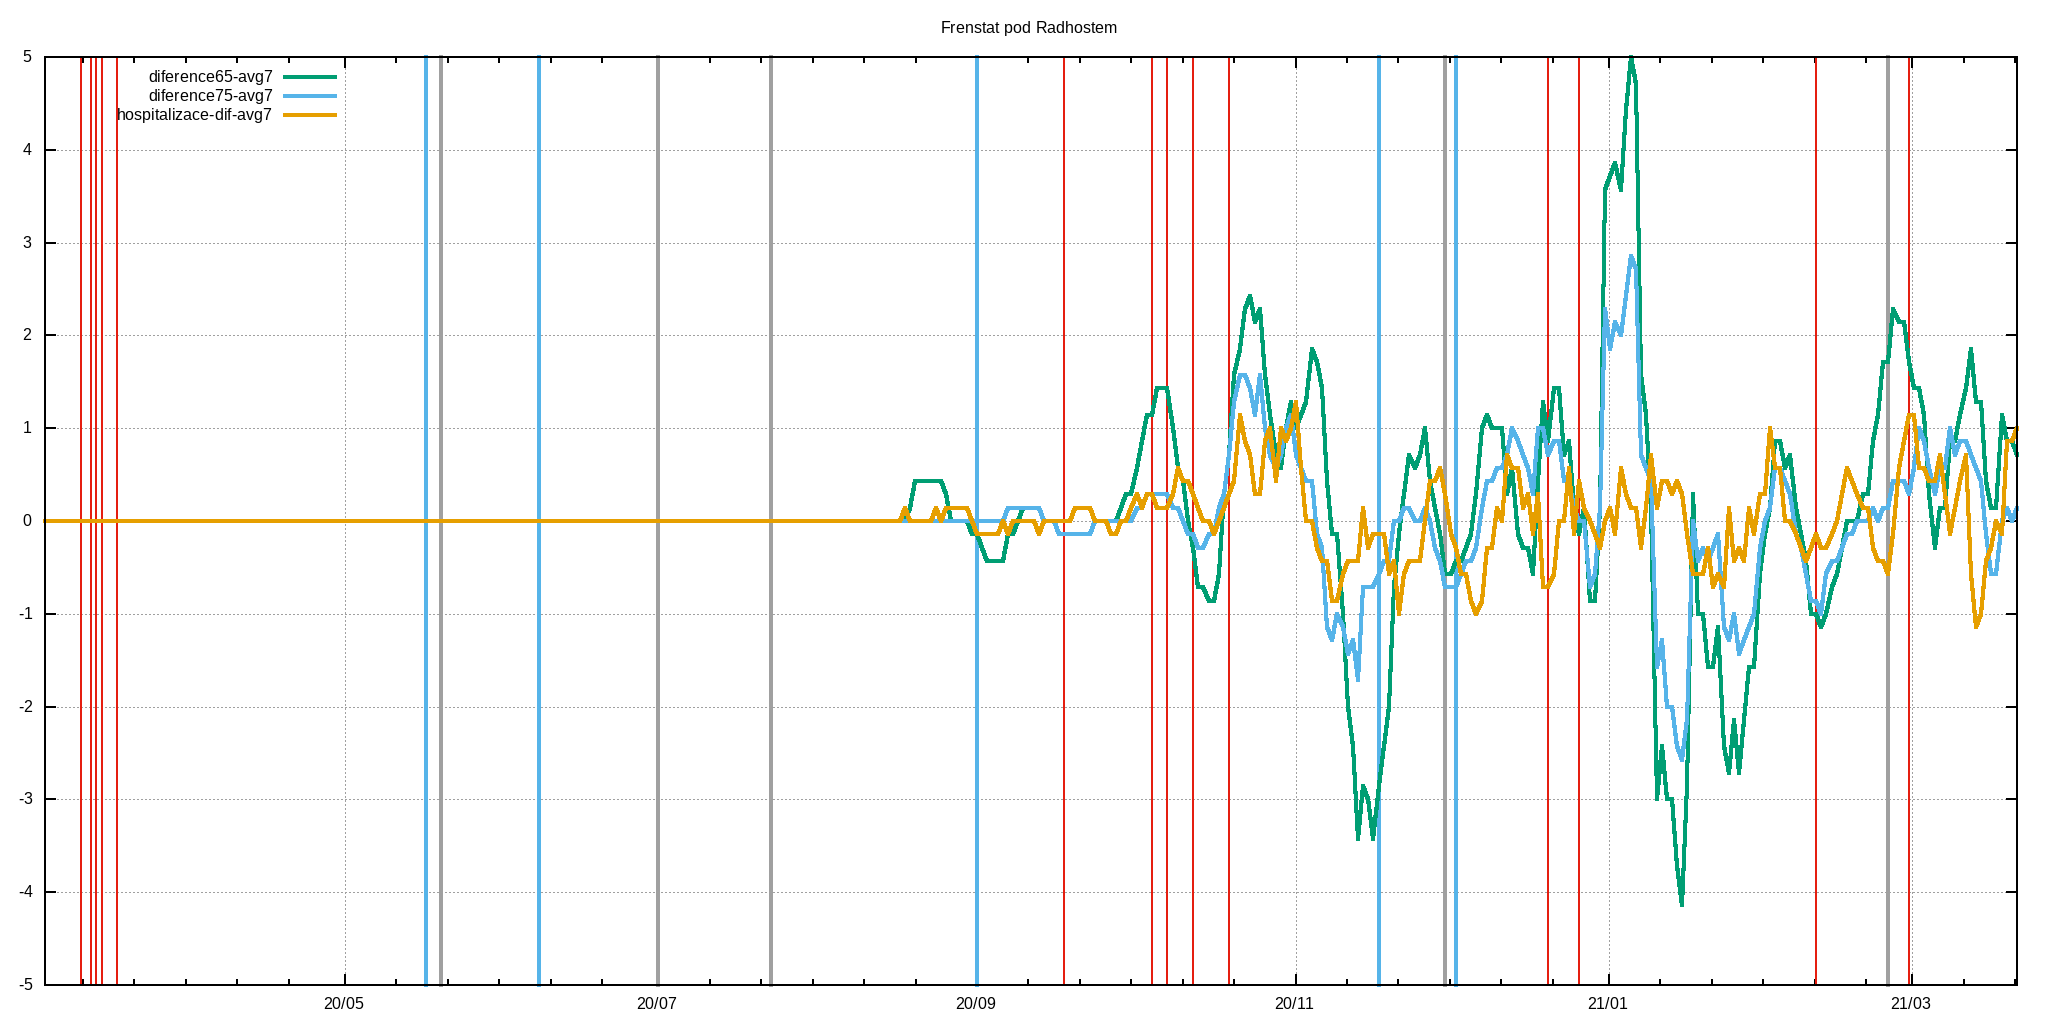 Frenstat pod Radhostem
diference65-avg7
diference75-avg7
hospitalizace-dif-avg7
5
4
3
2
1
0
-1
-2
-3
-4
-5
20/05 20/07 20/09 20/11 21/01 21/03